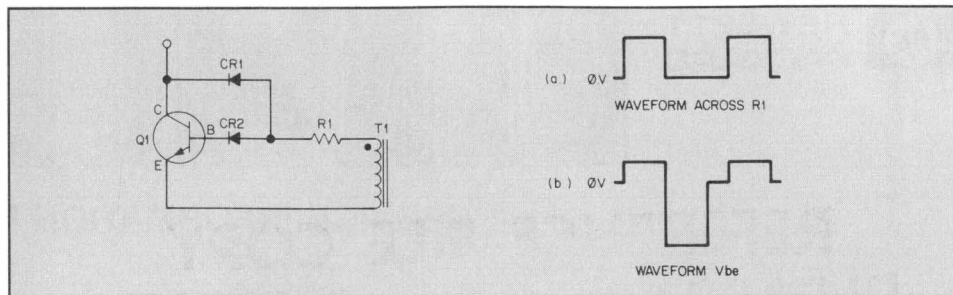 CR1
C
CR2
R1
T1
Q1
B
E
(a) ØV
WAVEFORM ACROSS R1
(b) ØV
WAVEFORM Vbe